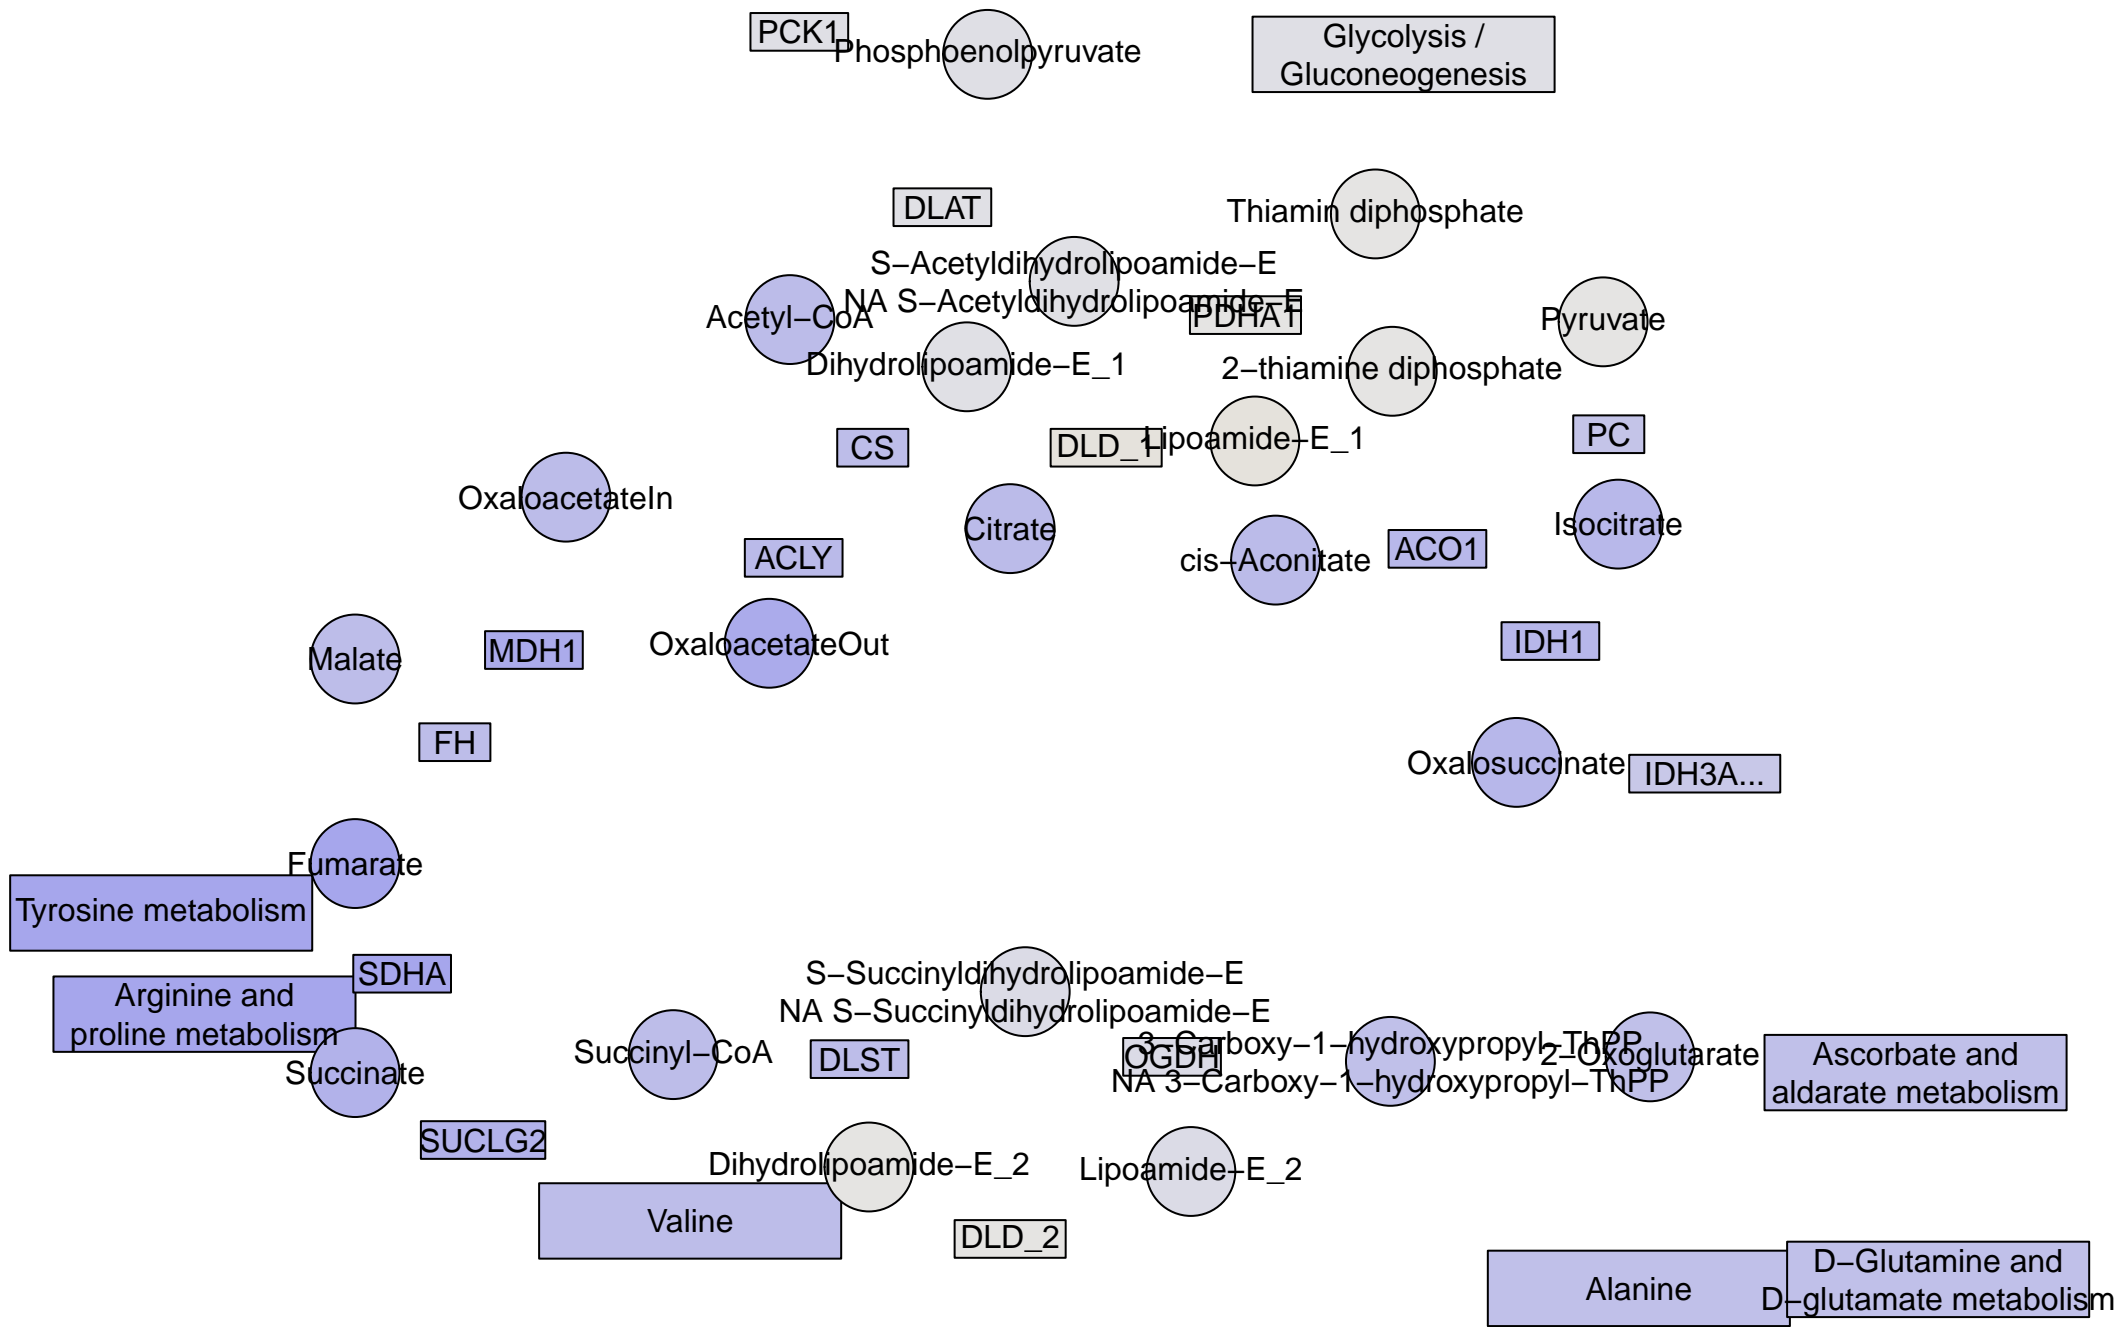 PCK1
Phosphoenolpyruvate
Glycolysis /
Gluconeogenesis
DLAT
Thiamin diphosphate
S−Acetyldihydrolipoamide−E
NA S−Acetyldihydrolipoamide−E
Acetyl−CoA
PDHA1
Pyruvate
Dihydrolipoamide−E_1
2−thiamine diphosphate
CS
DLD_1
Lipoamide−E_1
PC
OxaloacetateIn
Citrate
Isocitrate
ACLY
cis−Aconitate
ACO1
Malate
MDH1
OxaloacetateOut
IDH1
FH
Oxalosuccinate
IDH3A...
Fumarate
Tyrosine metabolism
SDHA
Arginine and
proline metabolism
Succinate
S−Succinyldihydrolipoamide−E
NA S−Succinyldihydrolipoamide−E
Succinyl−CoA
DLST
OGDH
3−Carboxy−1−hydroxypropyl−ThPP
NA 3−Carboxy−1−hydroxypropyl−ThPP
2−Oxoglutarate
Ascorbate and
aldarate metabolism
SUCLG2
Dihydrolipoamide−E_2
Lipoamide−E_2
Valine
DLD_2
Alanine
D−Glutamine and
D−glutamate metabolism